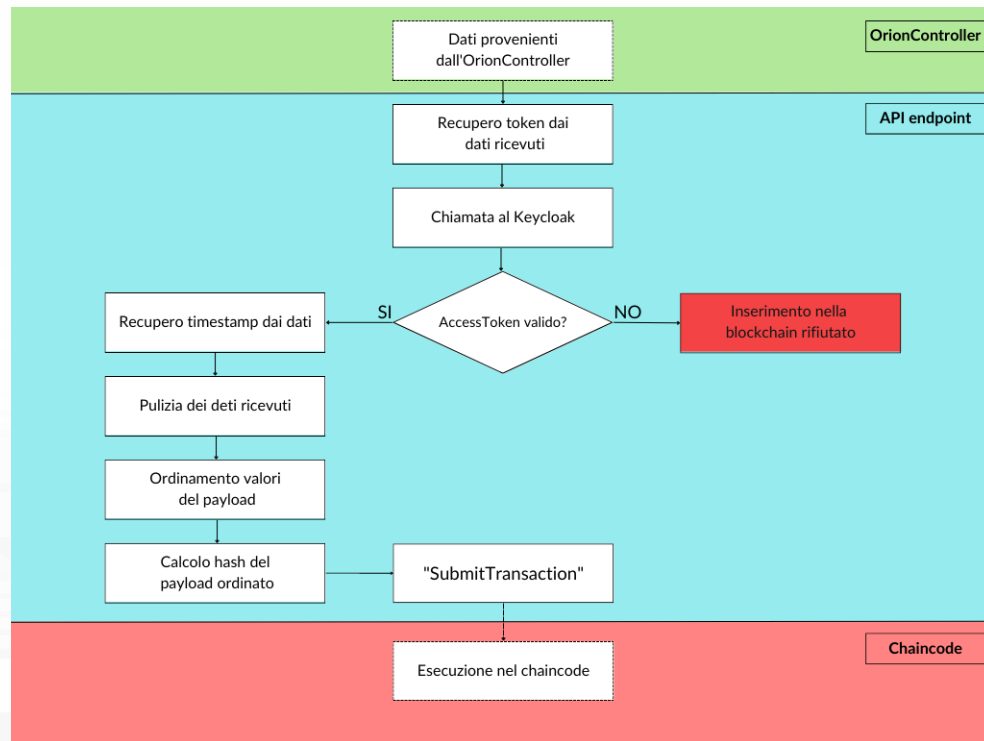 Dati provenienti
dall'OrionController
OrionController
API endpoint
Recupero token dai
dati ricevuti
Chiamata al Keycloak
AccessToken valido?
SI
NO
Inserimento nella
blockchain rifiutato
Recupero timestamp dai dati
Pulizia dei deti ricevuti
Ordinamento valori
del payload
Calcolo hash del
payload ordinato
"SubmitTransaction"
Chaincode
Esecuzione nel chaincode